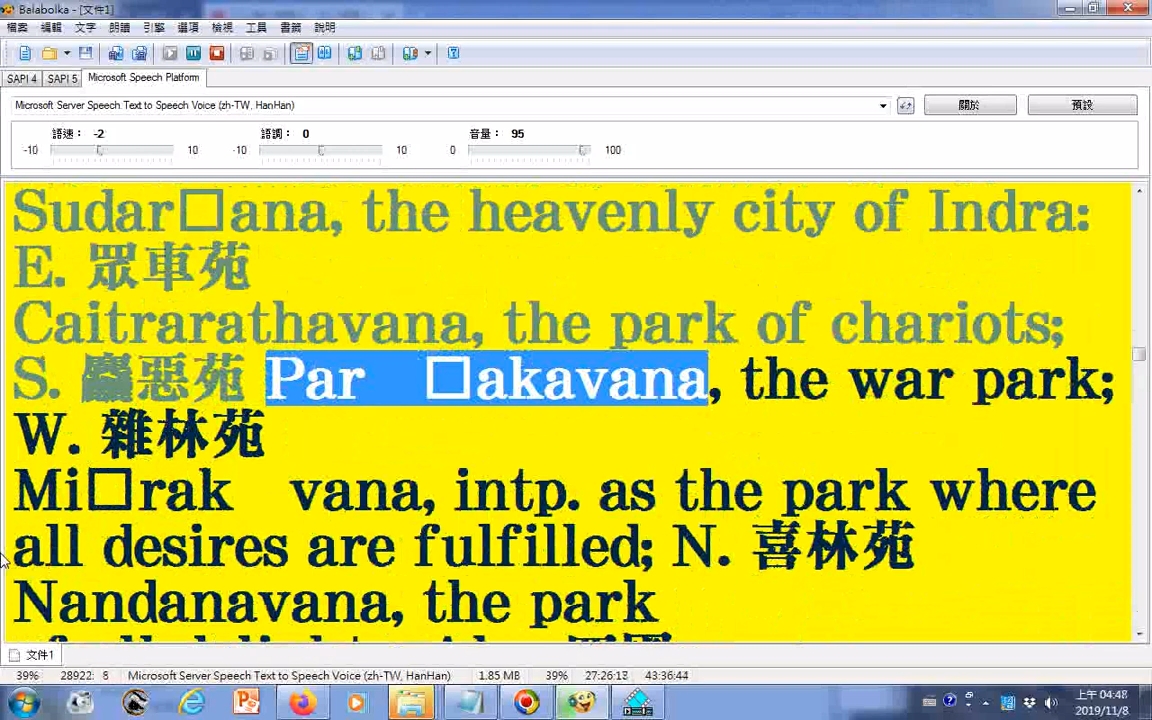 Balabolka - [文件1]
檔案 編輯 文字 朗讀 引擎 選項 檢視 工具 書籤 說明
SAPI 4 SAPI 5 Microsoft Speech Platform
Microsoft Server Speech Text to Speech Voice (zh-TW, HanHan) 關於 預設
語速： -2 語調： 0 音量： 95
-10 10 -10 10 0 100
Sudar□ana, the heavenly city of Indra:
E. 眾車苑
Caitrarathavana, the park of chariots;
S. 麤惡苑 Par □akavana, the war park;
W. 雜林苑
Mi□rak vana, intp. as the park where
all desires are fulfilled; N. 喜林苑
Nandanavana, the park
文件1
39% 28922: 8 Microsoft Server Speech Text to Speech Voice (zh-TW, HanHan) 1.85 MB 39% 27:26:13 43:36:44
上午 04:48
2019/11/8